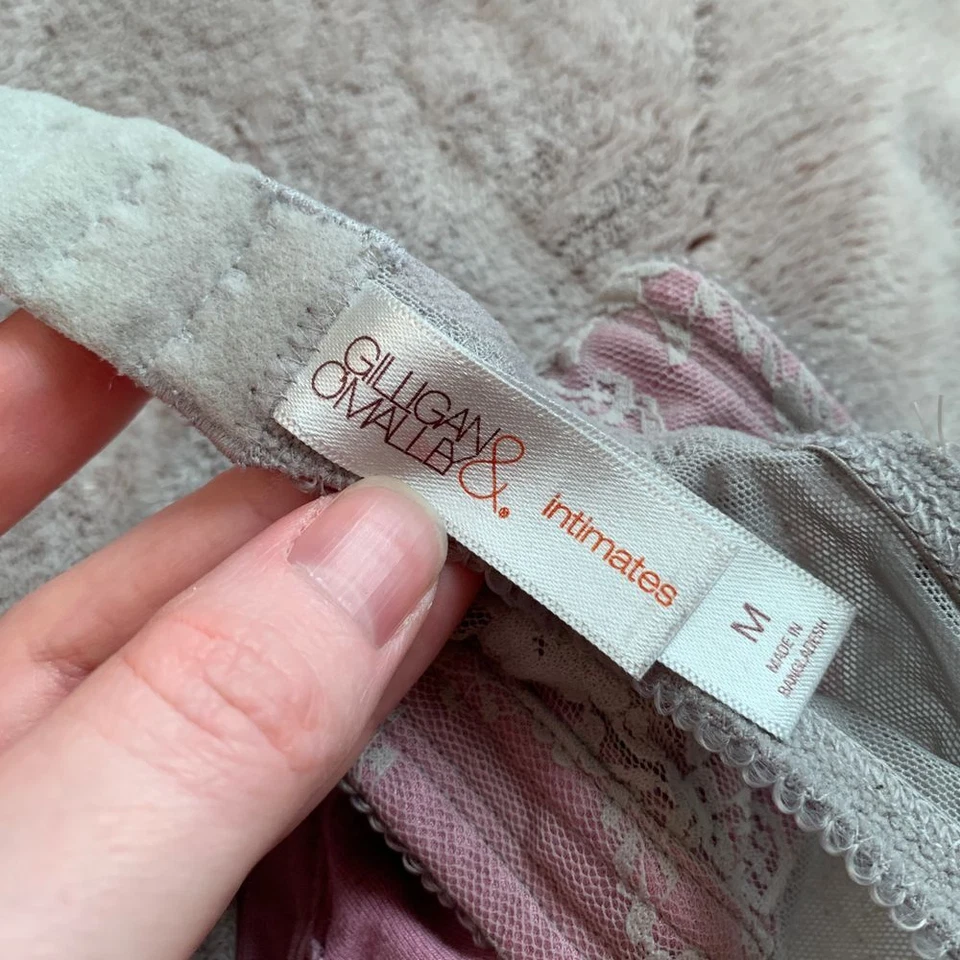 GILLIGAN &
O'MALLEY
intimates
M
MADE IN
BANGLADESH